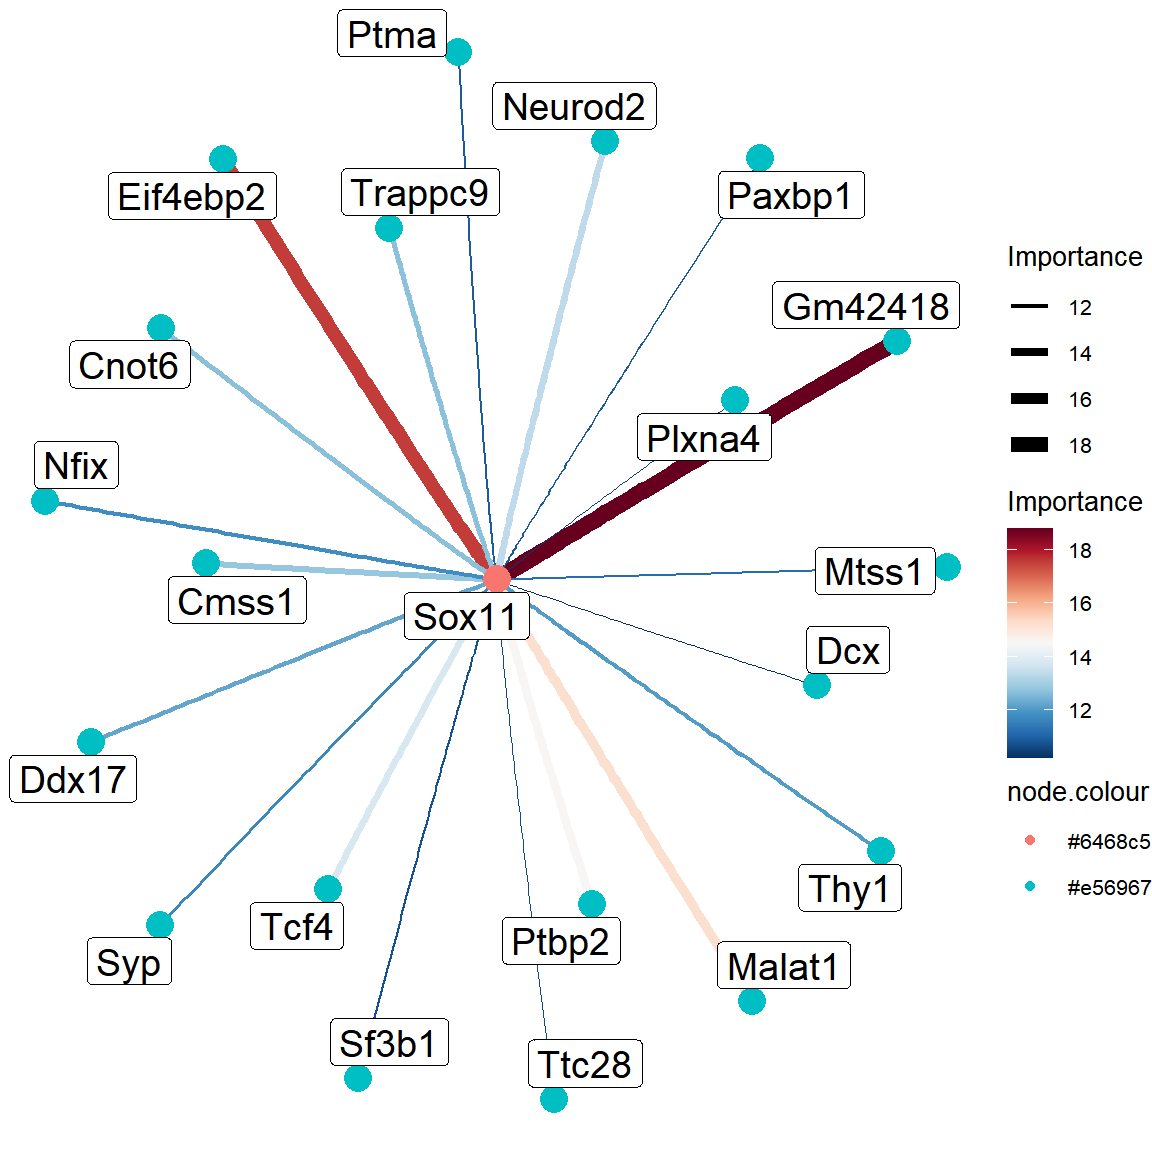 Ptma
Neurod2
Eif4ebp2
Trappc9
Paxbp1
Gm42418
Cnot6
Plxna4
Nfix
Cmss1
Sox11
Mtss1
Dcx
Ddx17
Thy1
Tcf4
Ptbp2
Syp
Malat1
Sf3b1
Ttc28
Importance
12
14
16
18
Importance
18
16
14
12
node.colour
#6468c5
#e56967